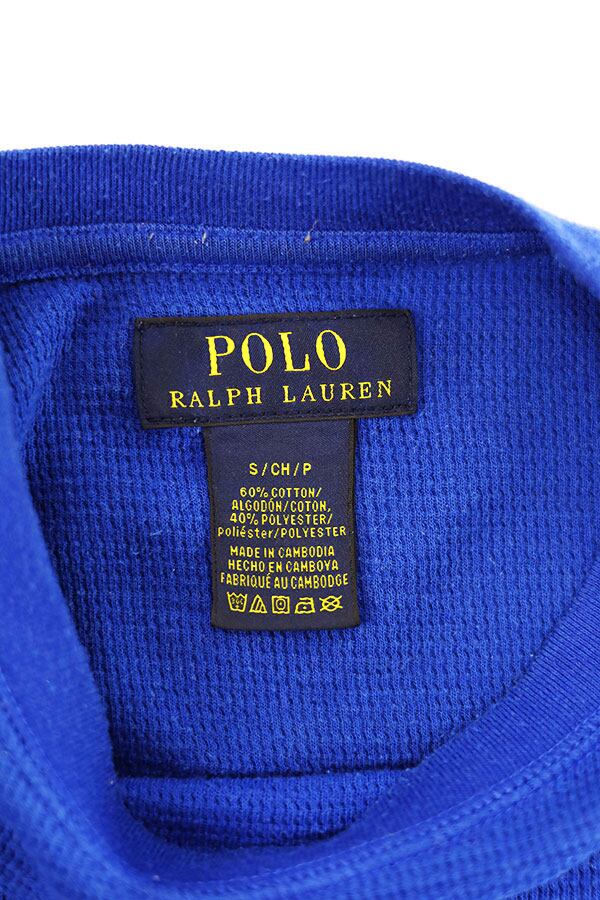 POLO
RALPH LAUREN
S/CH/P
60% COTTON/
ALGODÓN/COTON,
40% POLYESTER/
poliéster/POLYESTER
MADE IN CAMBODIA
HECHO EN CAMBOYA
FABRIQUÉ AU CAMBODGE